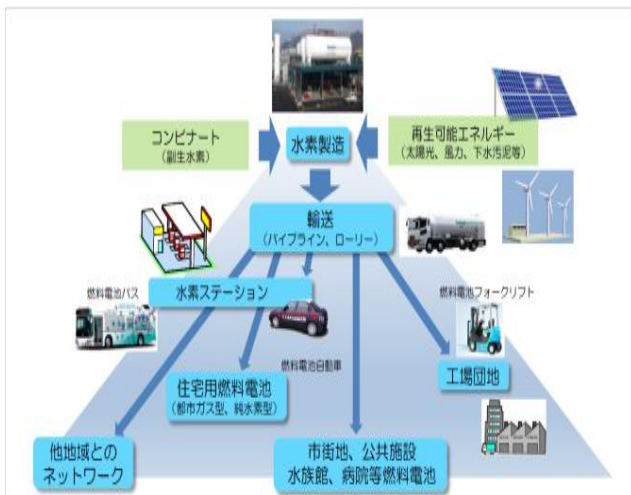 コンビナート
（副生水素）
水素製造
再生可能エネルギー
（太陽光、風力、下水汚泥等）
輸送
（パイプライン、ローリー）
燃料電池バス
水素ステーション
燃料電池フォークリフト
燃料電池自動車
住宅用燃料電池
（都市ガス型、純水素型）
工場団地
他地域との
ネットワーク
市街地、公共施設
水族館、病院等燃料電池